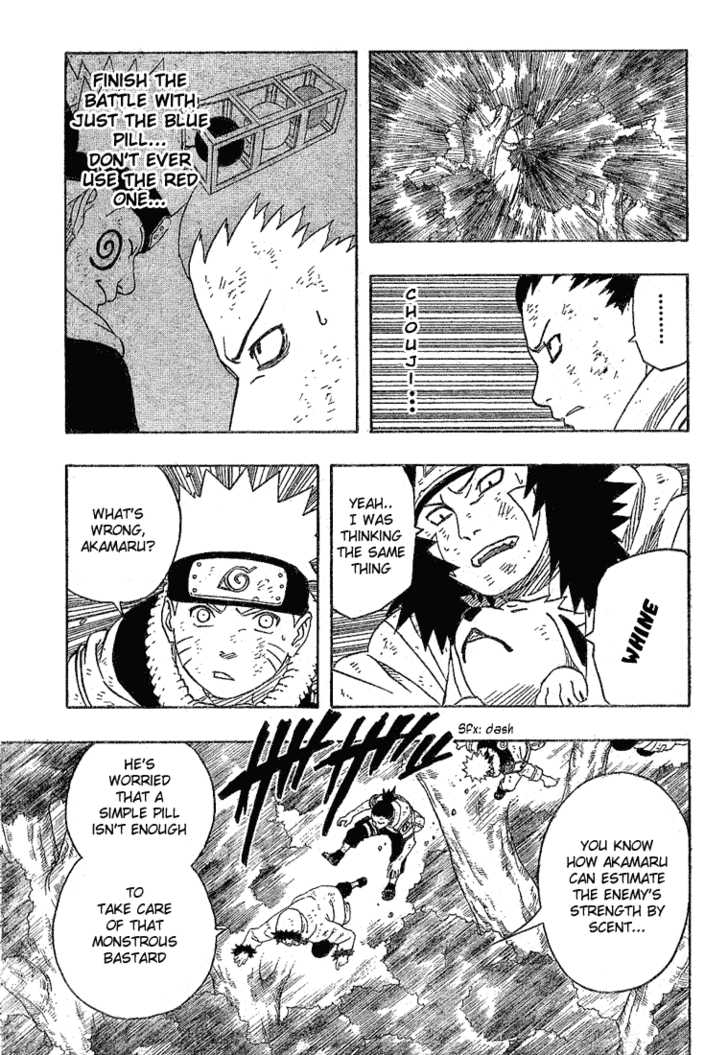 .........
CHOUJI...
FINISH THE
BATTLE WITH
JUST THE BLUE
PILL...
DON'T EVER
USE THE RED
ONE...
WHINE
YEAH..
I WAS
THINKING
THE SAME
THING
WHAT'S
WRONG,
AKAMARU?
Sfx: dash
YOU KNOW
HOW AKAMARU
CAN ESTIMATE
THE ENEMY'S
STRENGTH BY
SCENT...
HE'S
WORRIED
THAT A
SIMPLE PILL
ISN'T ENOUGH
TO
TAKE CARE
OF THAT
MONSTROUS
BASTARD